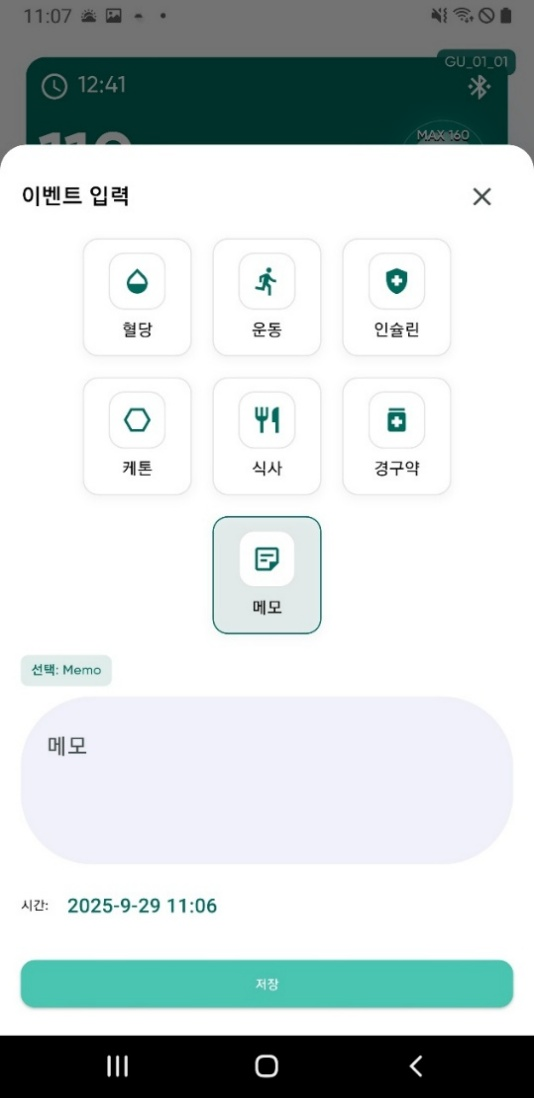 11:07
GU_01_01
12:41
110
MAX 160
이벤트 입력
혈당
운동
인슐린
케톤
식사
경구약
메모
선택: Memo
메모
시간: 2025-9-29 11:06
저장